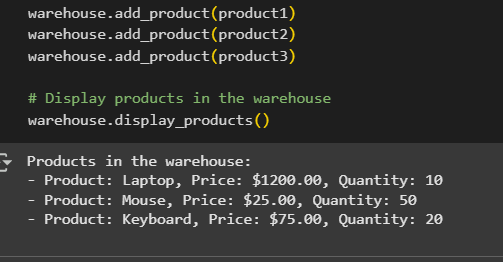 warehouse.add_product(product1)
warehouse.add_product(product2)
warehouse.add_product(product3)
# Display products in the warehouse
warehouse.display_products()
Products in the warehouse:
- Product: Laptop, Price: $1200.00, Quantity: 10
- Product: Mouse, Price: $25.00, Quantity: 50
- Product: Keyboard, Price: $75.00, Quantity: 20